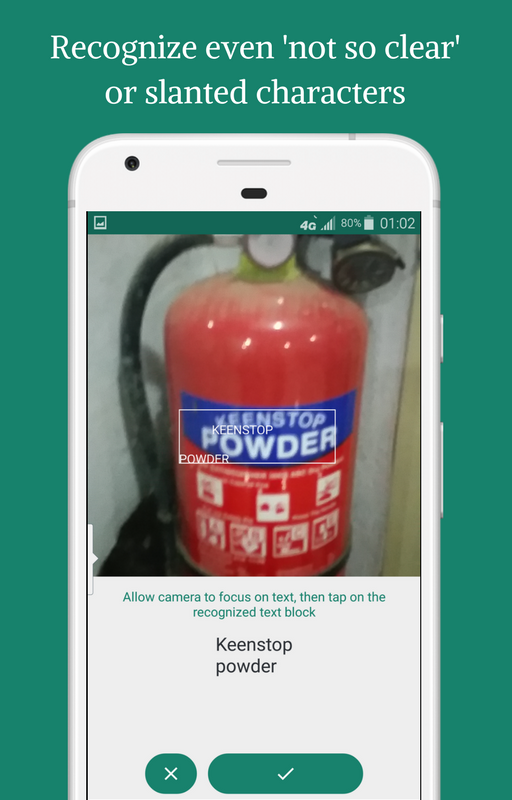 Recognize even 'not so clear'
or slanted characters
4G 80% 01:02
KEENSTOP
POWDER
KEENSTOP
POWDER
Allow camera to focus on text, then tap on the
recognized text block
Keenstop
powder